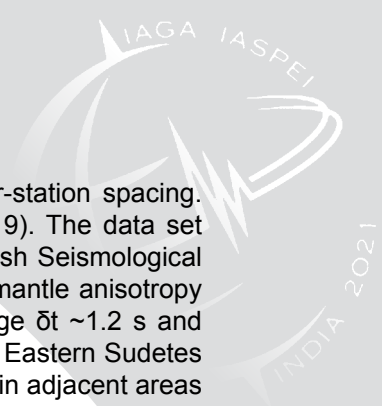 IAGA IASPEI
INDIA 2021
r-station spacing.
9). The data set
sh Seismological
mantle anisotropy
ge δt ~1.2 s and
Eastern Sudetes
in adjacent areas